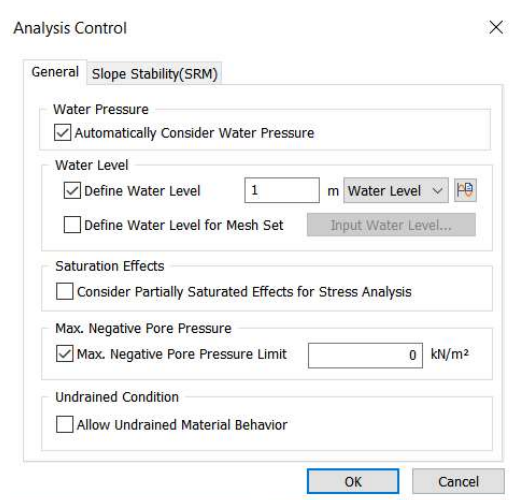 Analysis Control
General Slope Stability(SRM)
Water Pressure
Automatically Consider Water Pressure
Water Level
Define Water Level 1 m Water Level
Define Water Level for Mesh Set Input Water Level...
Saturation Effects
Consider Partially Saturated Effects for Stress Analysis
Max. Negative Pore Pressure
Max. Negative Pore Pressure Limit 0 kN/m²
Undrained Condition
Allow Undrained Material Behavior
OK Cancel